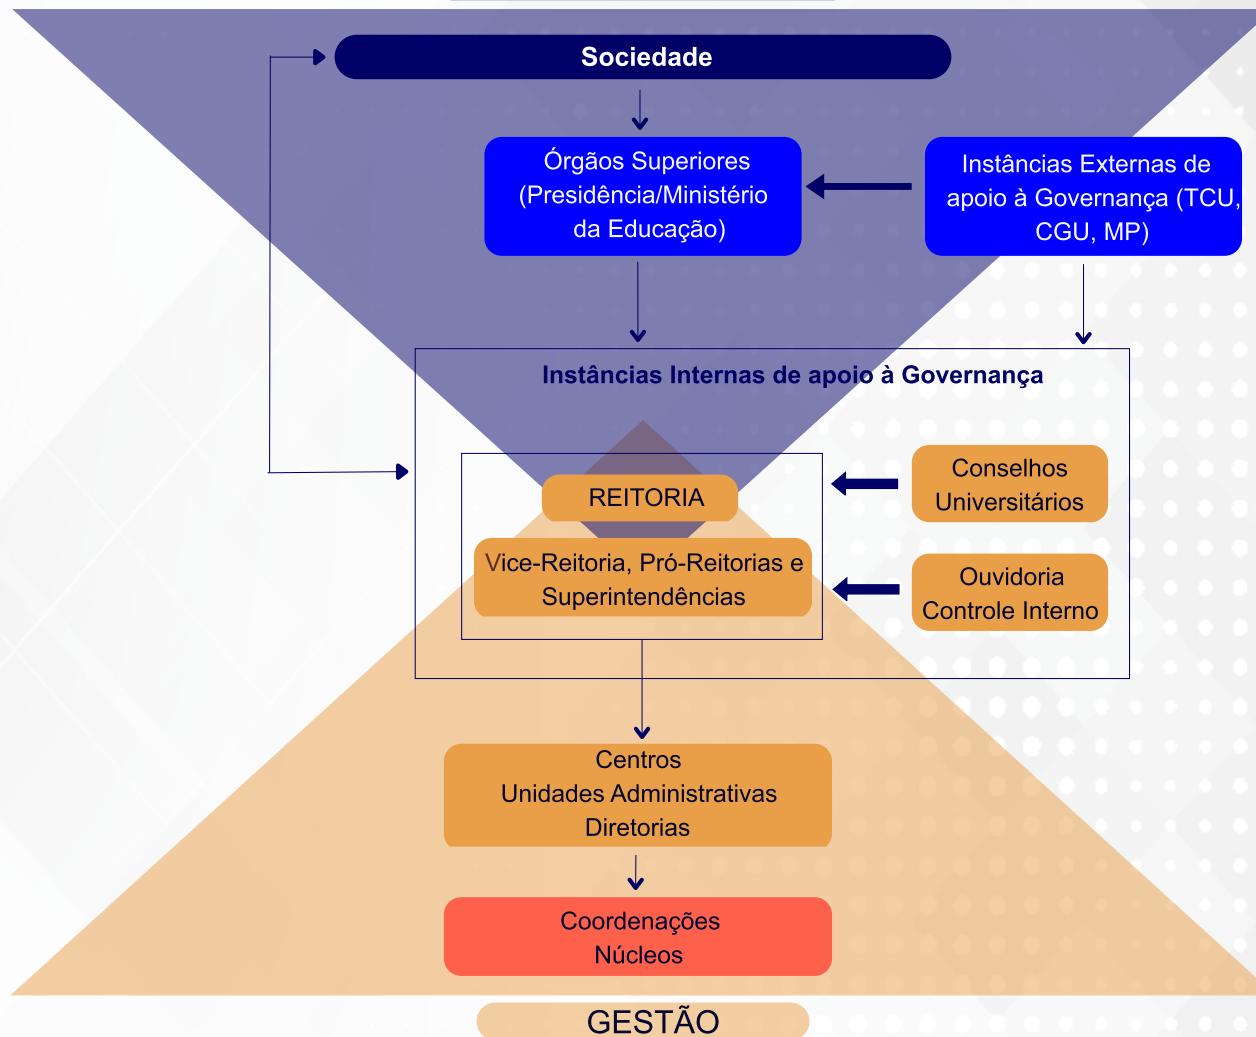 Sociedade
Órgãos Superiores
(Presidência/Ministério
da Educação)
Instâncias Externas de
apoio à Governança (TCU,
CGU, MP)
Instâncias Internas de apoio à Governança
REITORIA
Vice-Reitoria, Pró-Reitorias e
Superintendências
Conselhos
Universitários
Ouvidoria
Controle Interno
Centros
Unidades Administrativas
Diretorias
Coordenações
Núcleos
GESTÃO